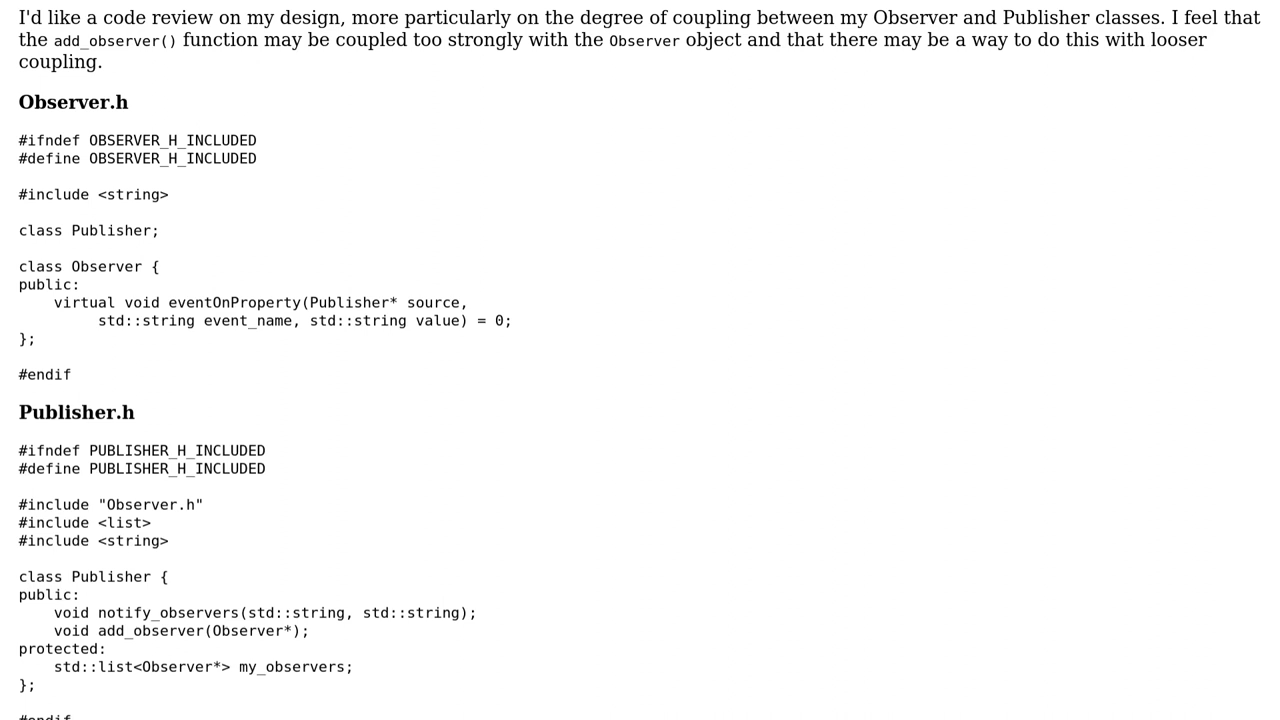 I'd like a code review on my design, more particularly on the degree of coupling between my Observer and Publisher classes. I feel that
the add_observer() function may be coupled too strongly with the Observer object and that there may be a way to do this with looser
coupling.
Observer.h
#ifndef OBSERVER_H_INCLUDED
#define OBSERVER_H_INCLUDED
#include <string>
class Publisher;
class Observer {
public:
    virtual void eventOnProperty(Publisher* source,
         std::string event_name, std::string value) = 0;
};
#endif
Publisher.h
#ifndef PUBLISHER_H_INCLUDED
#define PUBLISHER_H_INCLUDED
#include "Observer.h"
#include <list>
#include <string>
class Publisher {
public:
    void notify_observers(std::string, std::string);
    void add_observer(Observer*);
protected:
    std::list<Observer*> my_observers;
};
#endif